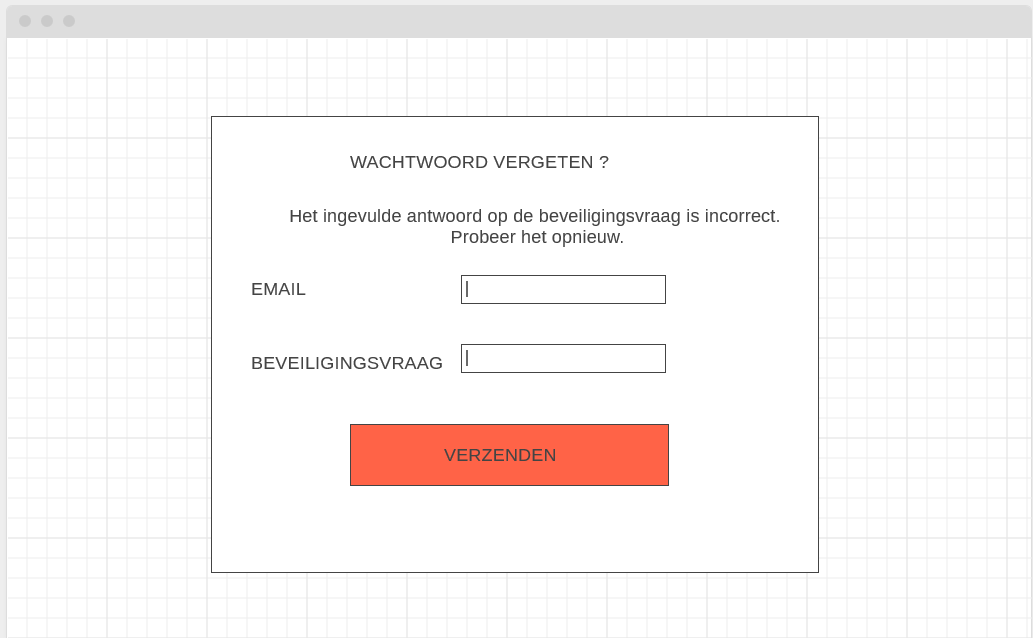 WACHTWOORD VERGETEN ?
Het ingevulde antwoord op de beveiligingsvraag is incorrect.
Probeer het opnieuw.
EMAIL
BEVEILIGINGSVRAAG
VERZENDEN